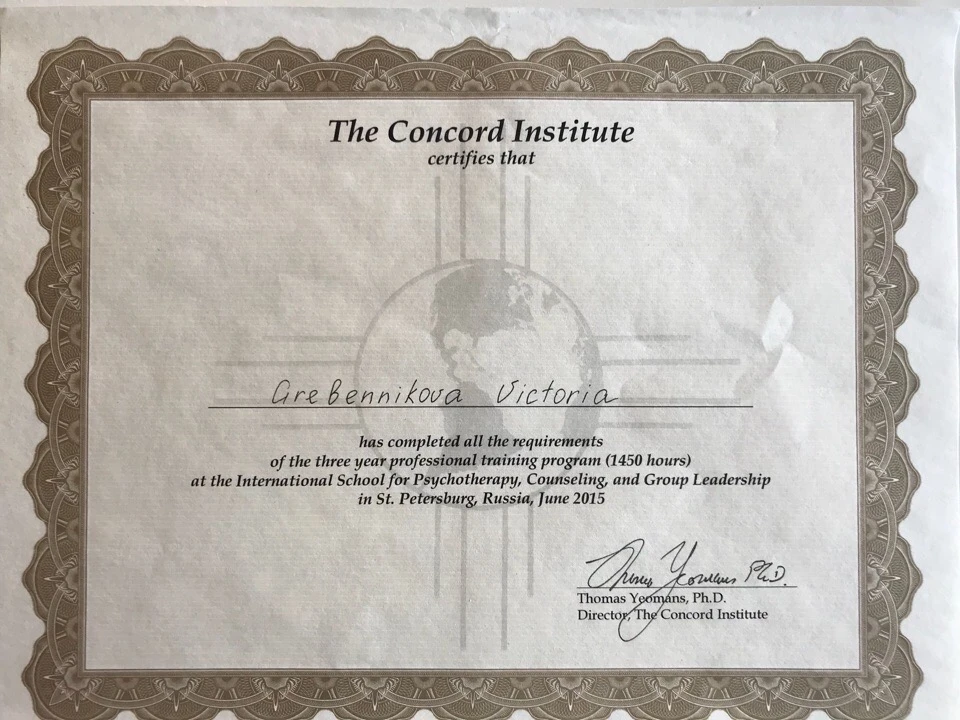 The Concord Institute
certifies that
Grebennikova Victoria
has completed all the requirements
of the three year professional training program (1450 hours)
at the International School for Psychotherapy, Counseling, and Group Leadership
in St. Petersburg, Russia, June 2015
Thomas Yeomans Ph.D.
Thomas Yeomans, Ph.D.
Director, The Concord Institute